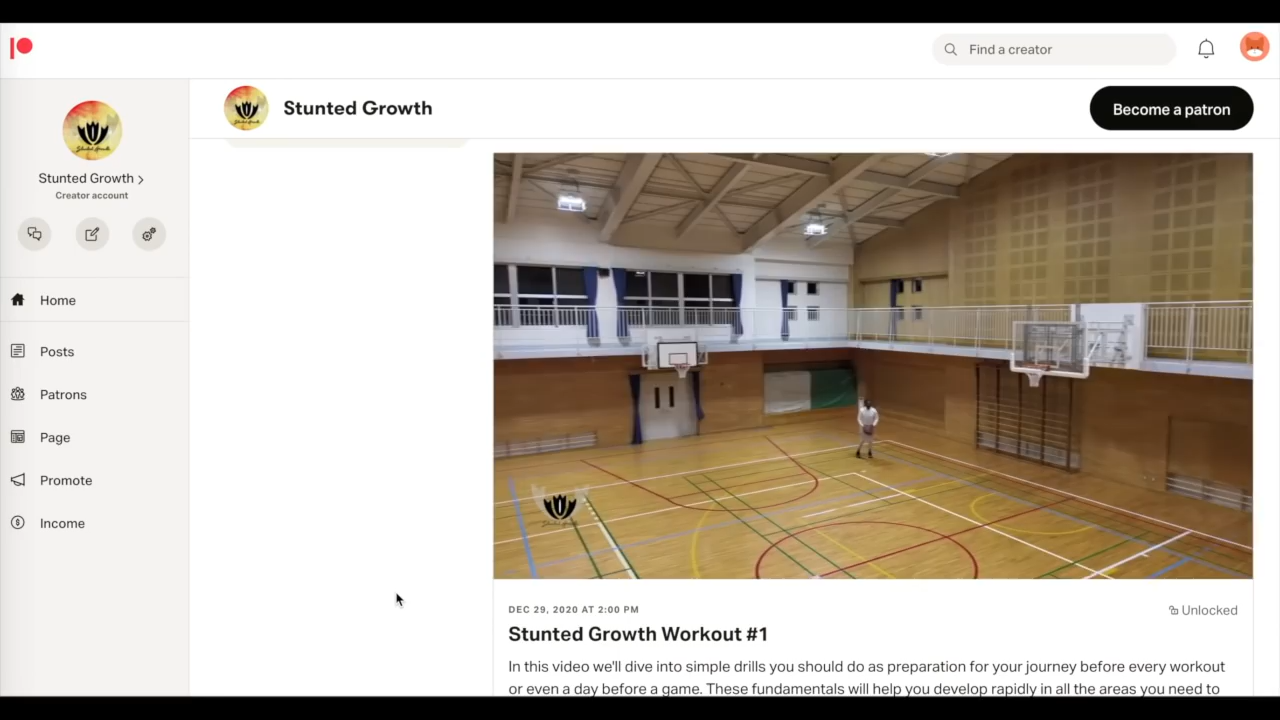 Find a creator
Stunted Growth
Become a patron
Stunted Growth
Creator account
Home
Posts
Patrons
Page
Promote
Income
DEC 29, 2020 AT 2:00 PM
Unlocked
Stunted Growth Workout #1
In this video we'll dive into simple drills you should do as preparation for your journey before every workout
or even a day before a game. These fundamentals will help you develop rapidly in all the areas you need to